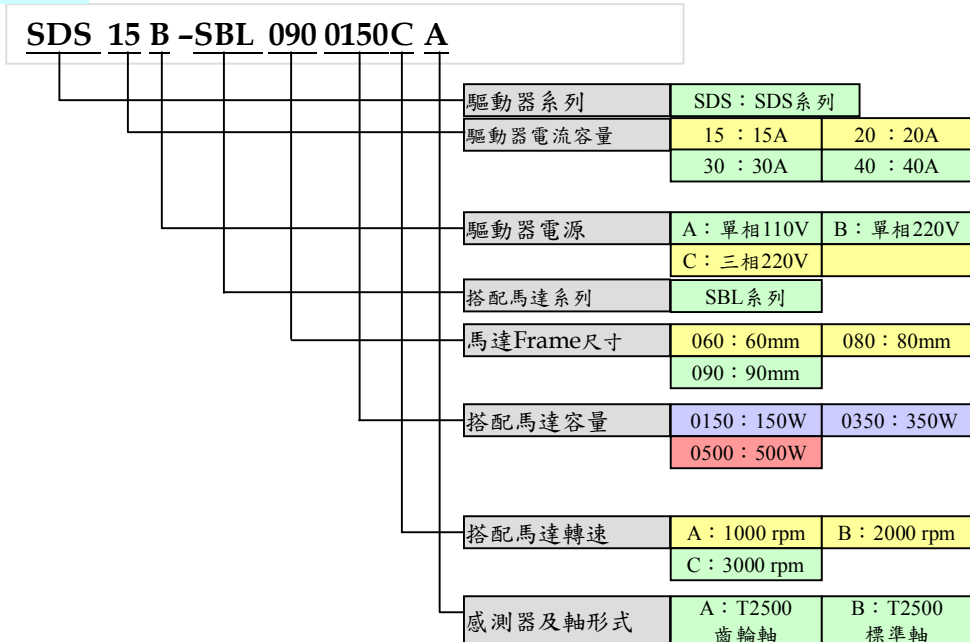 SDS 15 B –SBL 090 0150C A
驅動器系列 SDS：SDS系列
驅動器電流容量 15 ：15A 20 ：20A
30 ：30A 40 ：40A
驅動器電源 A：單相110V B：單相220V
C：三相220V
搭配馬達系列 SBL系列
馬達Frame尺寸 060：60mm 080：80mm
090：90mm
搭配馬達容量 0150：150W 0350：350W
0500：500W
搭配馬達轉速 A：1000 rpm B：2000 rpm
C：3000 rpm
感測器及軸形式 A：T2500 B：T2500
齒輪軸 標準軸